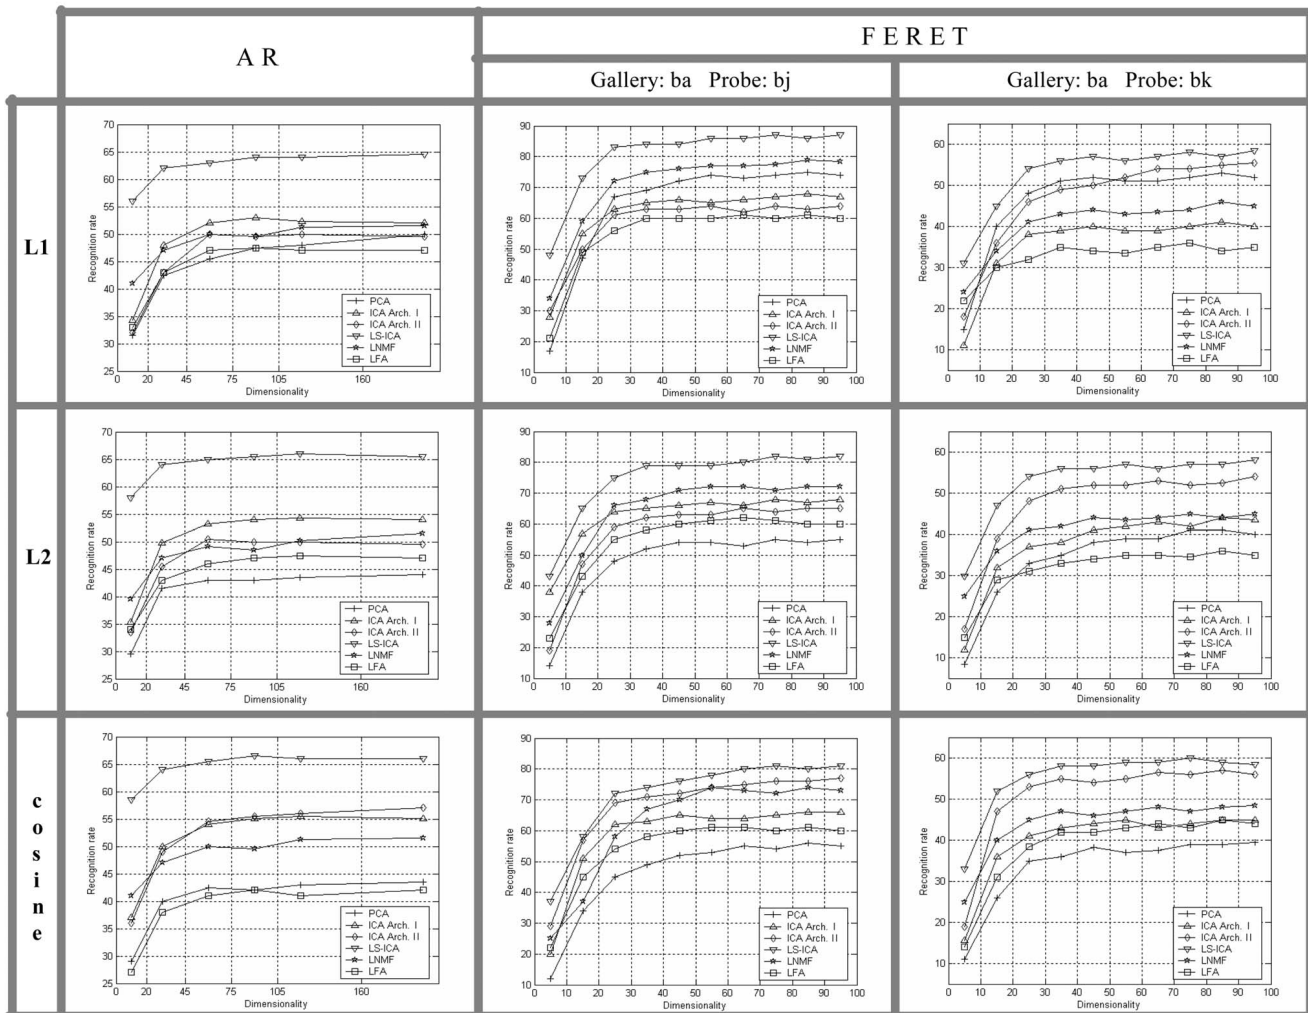 A R
F E R E T
Gallery: ba Probe: bj
Gallery: ba Probe: bk
L1
Recognition rate
70
65
60
55
50
45
40
35
30
25
0 20 45 75 105 160
Dimensionality
PCA
ICA Arch. I
ICA Arch. II
LS-ICA
LNMF
LFA
Recognition rate
90
80
70
60
50
40
30
20
10
0 10 20 30 40 50 60 70 80 90 100
Dimensionality
PCA
ICA Arch. I
ICA Arch. II
LS-ICA
LNMF
LFA
Recognition rate
60
50
40
30
20
10
0 10 20 30 40 50 60 70 80 90 100
Dimensionality
PCA
ICA Arch. I
ICA Arch. II
LS-ICA
LNMF
LFA
L2
Recognition rate
70
65
60
55
50
45
40
35
30
25
0 20 45 75 105 160
Dimensionality
PCA
ICA Arch. I
ICA Arch. II
LS-ICA
LNMF
LFA
Recognition rate
90
80
70
60
50
40
30
20
10
0 10 20 30 40 50 60 70 80 90 100
Dimensionality
PCA
ICA Arch. I
ICA Arch. II
LS-ICA
LNMF
LFA
Recognition rate
60
50
40
30
20
10
0 10 20 30 40 50 60 70 80 90 100
Dimensionality
PCA
ICA Arch. I
ICA Arch. II
LS-ICA
LNMF
LFA
cosine
Recognition rate
70
65
60
55
50
45
40
35
30
25
0 20 45 75 105 160
Dimensionality
PCA
ICA Arch. I
ICA Arch. II
LS-ICA
LNMF
LFA
Recognition rate
90
80
70
60
50
40
30
20
10
0 10 20 30 40 50 60 70 80 90 100
Dimensionality
PCA
ICA Arch. I
ICA Arch. II
LS-ICA
LNMF
LFA
Recognition rate
60
50
40
30
20
10
0 10 20 30 40 50 60 70 80 90 100
Dimensionality
PCA
ICA Arch. I
ICA Arch. II
LS-ICA
LNMF
LFA